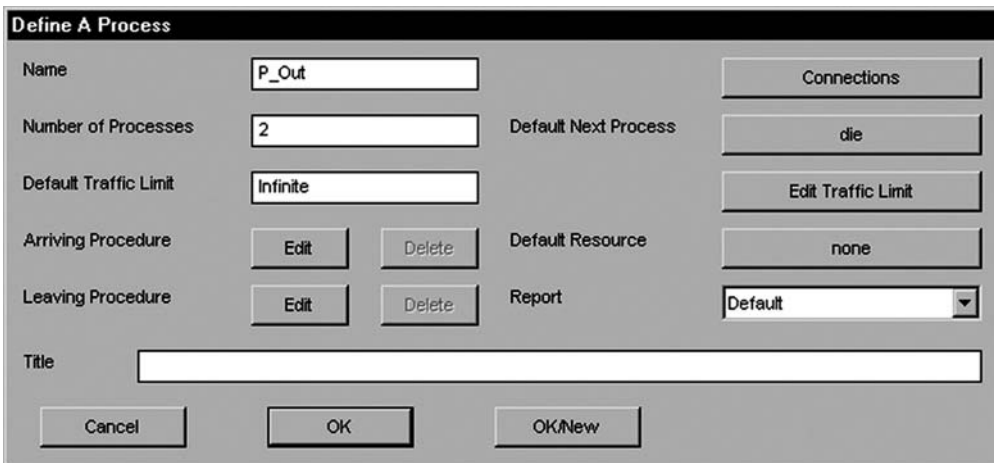 Define A Process
Name P_Out Connections
Number of Processes 2 Default Next Process die
Default Traffic Limit Infinite Edit Traffic Limit
Arriving Procedure Edit Delete Default Resource none
Leaving Procedure Edit Delete Report Default
Title
Cancel OK OK/New